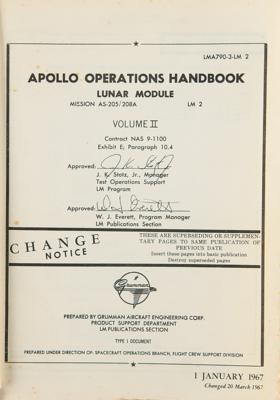 LMA790-3-LM 2
APOLLO OPERATIONS HANDBOOK
LUNAR MODULE
MISSION AS-205/208A LM 2
VOLUME II
Contract NAS 9-1100
Exhibit E; Paragraph 10.4
Approved:
J. K. Stotz, Jr., Manager
Test Operations Support
LM Program
Approved:
W. J. Everett, Program Manager
LM Publications Section
CHANGE
NOTICE
THESE ARE SUPERSEDING OR SUPPLEMEN-
TARY PAGES TO SAME PUBLICATION OF
PREVIOUS DATE
Insert these pages into basic publication
Destroy superseded pages
Grumman
PREPARED BY GRUMMAN AIRCRAFT ENGINEERING CORP.
PRODUCT SUPPORT DEPARTMENT
LM PUBLICATIONS SECTION
TYPE I DOCUMENT
PREPARED UNDER DIRECTION OF: SPACECRAFT OPERATIONS BRANCH, FLIGHT CREW SUPPORT DIVISION
1 JANUARY 1967
Changed 20 March 1967